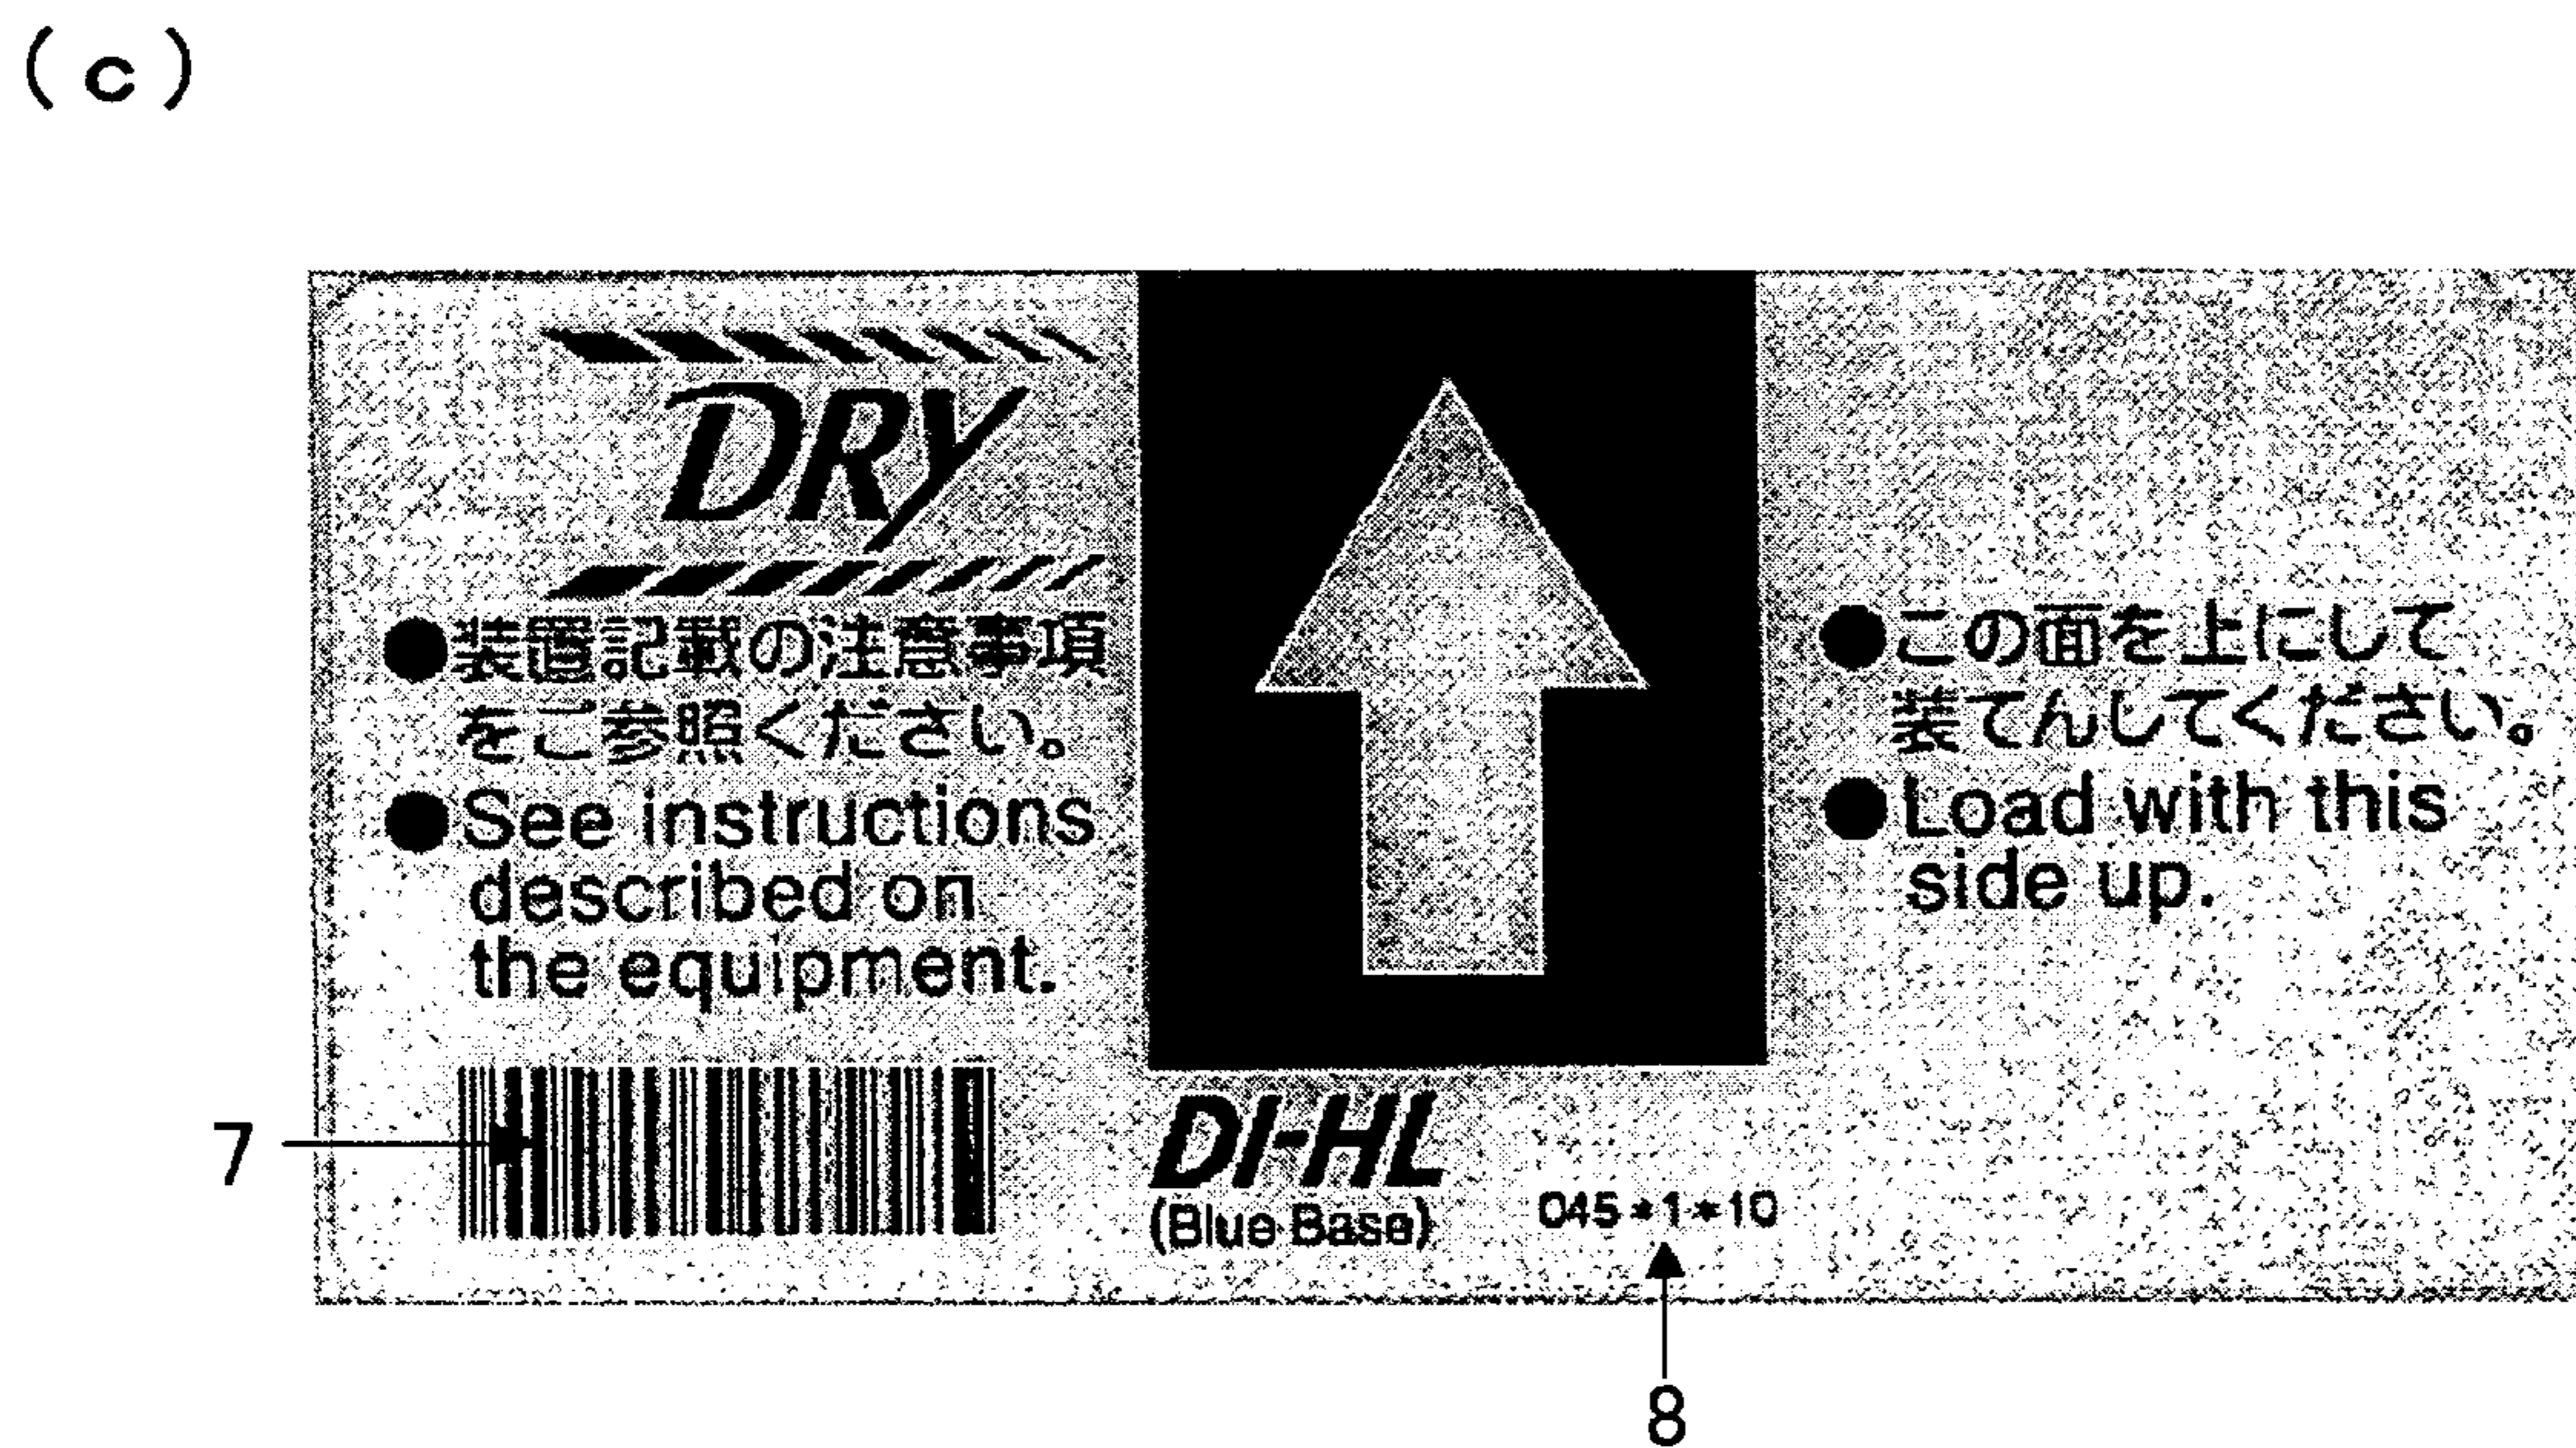 (c)
DRY
●装置記載の注意事項
をご参照ください。
●See instructions
described on
the equipment.
●この面を上にして
装てんしてください。
●Load with this
side up.
7
DI-HL
(Blue Base)
045*1*10
8